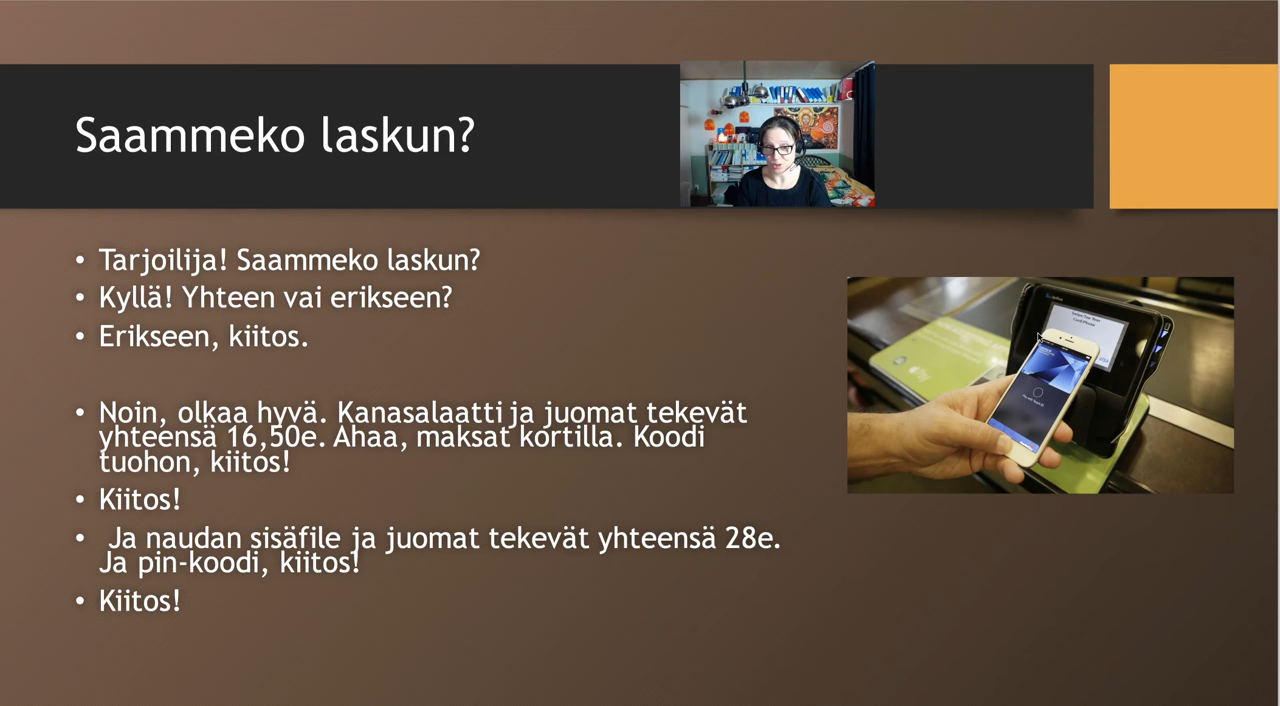 Saammeko laskun?
• Tarjoilija! Saammeko laskun?
• Kyllä! Yhteen vai erikseen?
• Erikseen, kiitos.
• Noin, olkaa hyvä. Kanasalaatti ja juomat tekevät
yhteensä 16,50e. Ahaa, maksat kortilla. Koodi
tuohon, kiitos!
• Kiitos!
• Ja naudan sisäfile ja juomat tekevät yhteensä 28e.
Ja pin-koodi, kiitos!
• Kiitos!